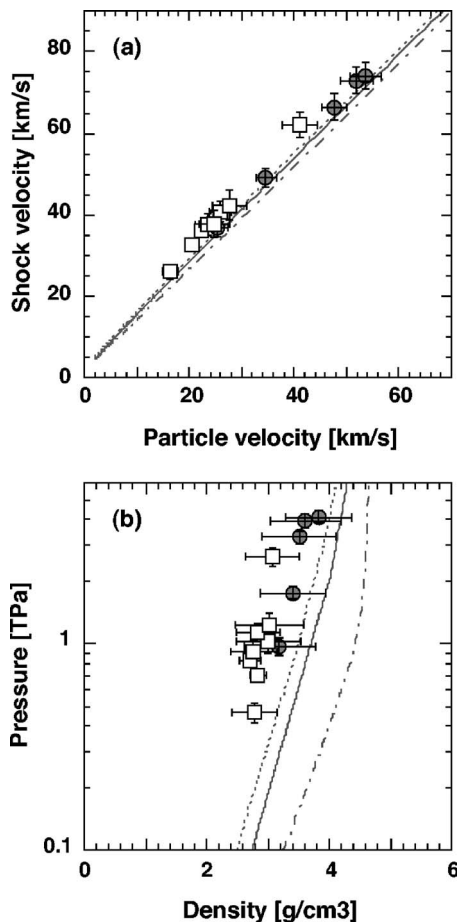 (a)
Shock velocity [km/s]
80
60
40
20
0
0 20 40 60
Particle velocity [km/s]
(b)
Pressure [TPa]
1
0.1
0 2 4 6
Density [g/cm3]